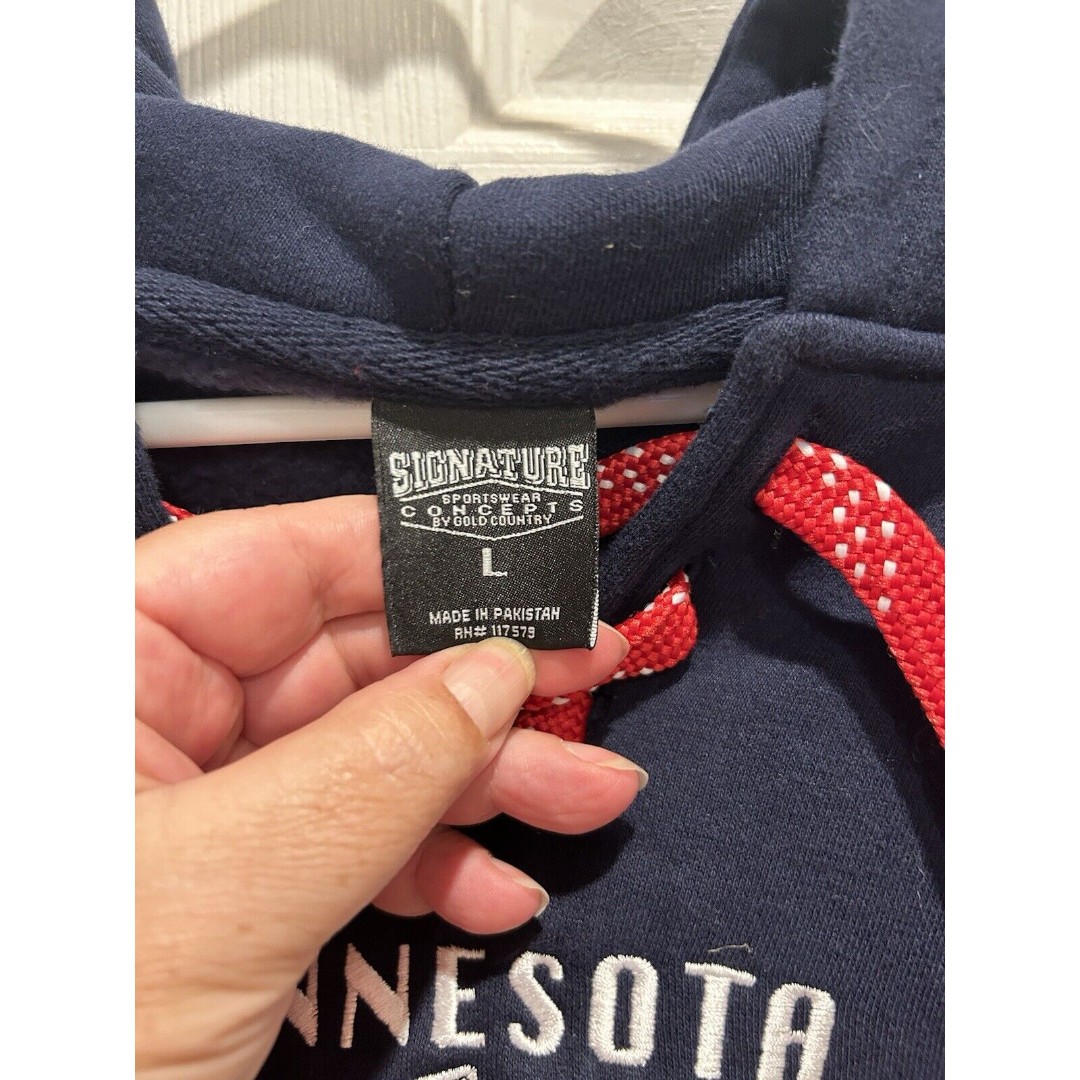 SIGNATURE
SPORTSWEAR
CONCEPTS
BY GOLD COUNTRY
L
MADE IN PAKISTAN
RN# 117579
NNESOTA